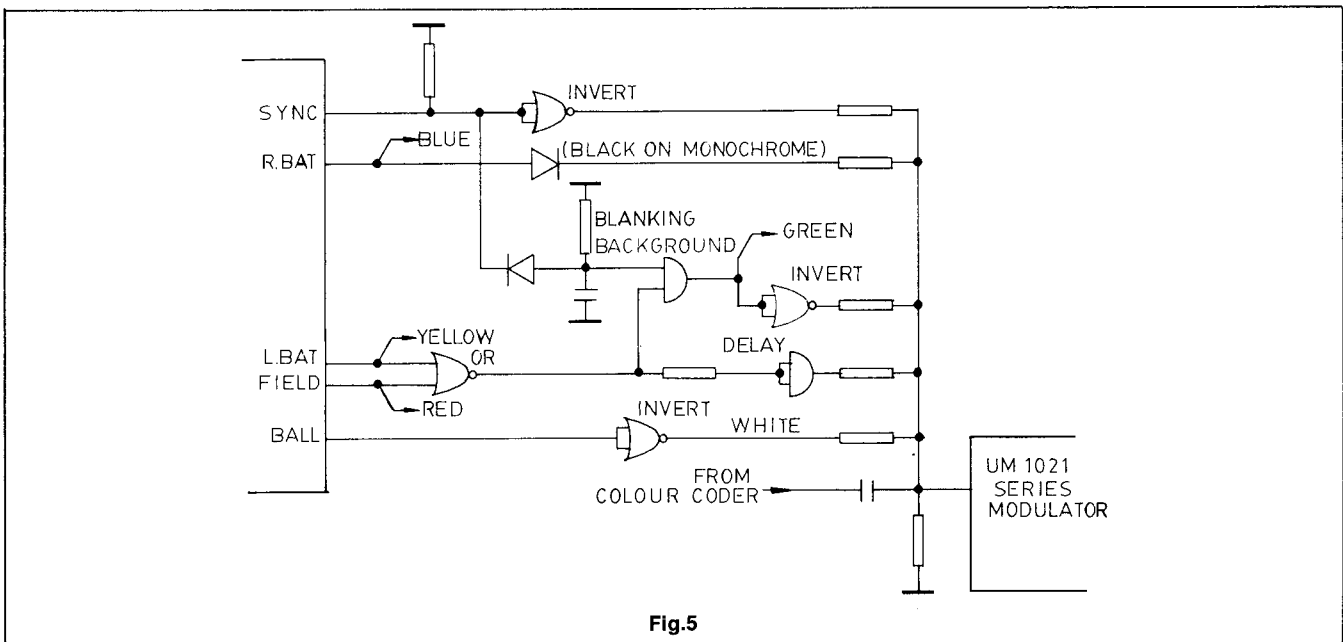 INVERT
SYNC
BLUE
R.BAT
(BLACK ON MONOCHROME)
BLANKING
BACKGROUND
GREEN
INVERT
YELLOW
L.BAT
OR
DELAY
FIELD
RED
INVERT
BALL
WHITE
FROM
COLOUR CODER
UM 1021
SERIES
MODULATOR
Fig.5